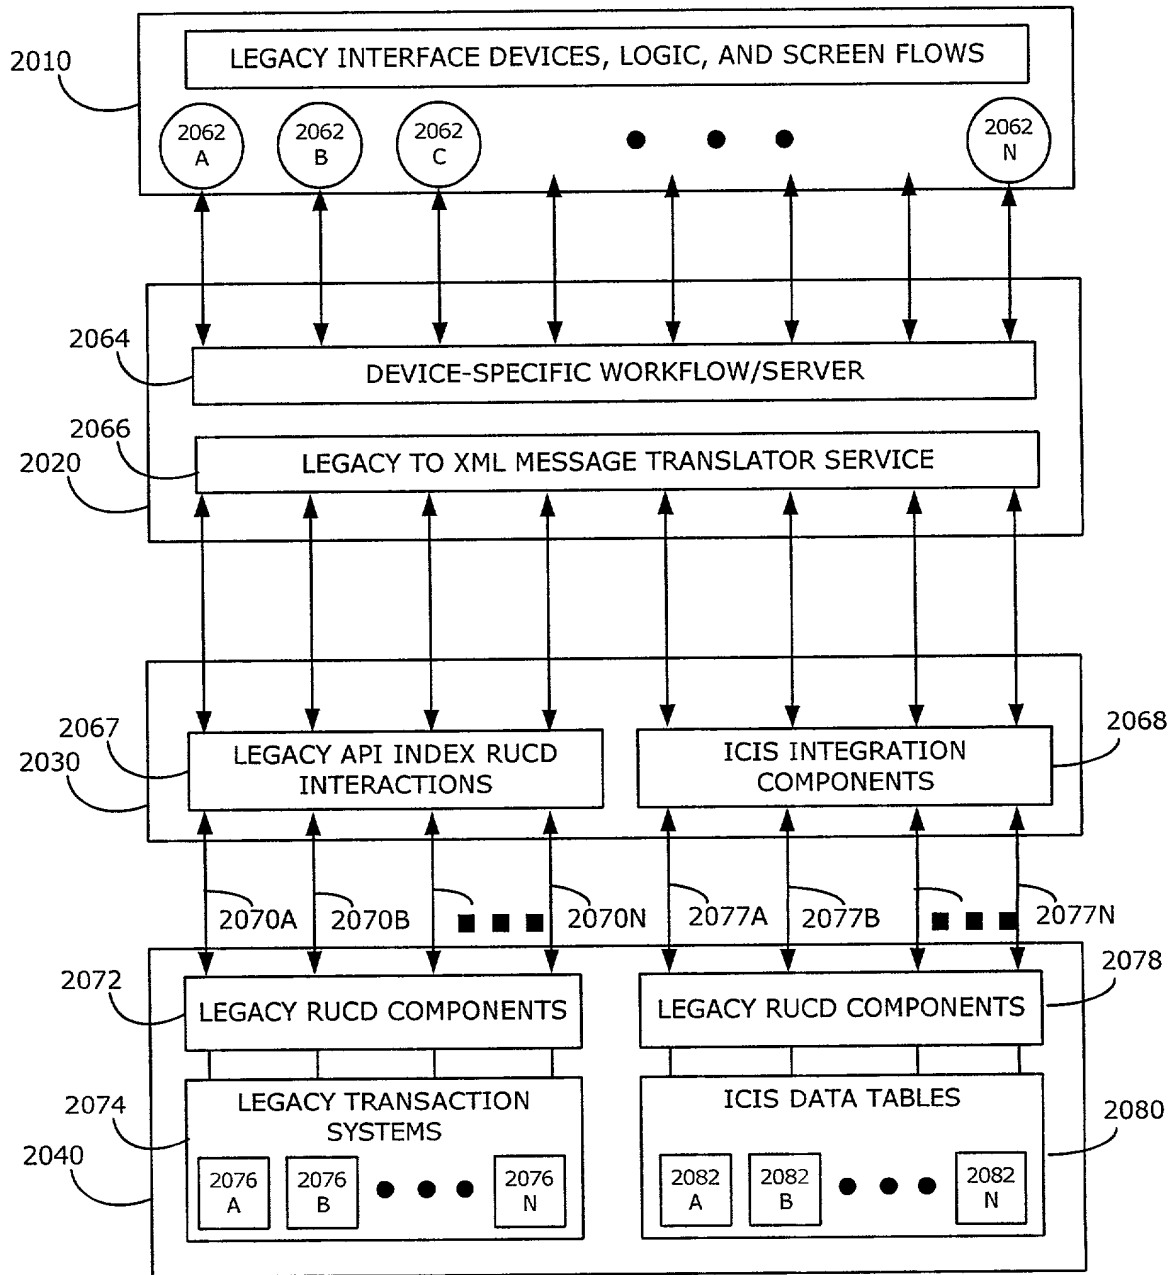 LEGACY INTERFACE DEVICES, LOGIC, AND SCREEN FLOWS
2010
2062
A
2062
B
2062
C
2062
N
2064
DEVICE-SPECIFIC WORKFLOW/SERVER
2066
LEGACY TO XML MESSAGE TRANSLATOR SERVICE
2020
2067
2068
LEGACY API INDEX RUCD
INTERACTIONS
ICIS INTEGRATION
COMPONENTS
2030
2070A
2070B
2070N
2077A
2077B
2077N
2072
LEGACY RUCD COMPONENTS
LEGACY RUCD COMPONENTS
2078
2074
LEGACY TRANSACTION
SYSTEMS
ICIS DATA TABLES
2080
2040
2076
A
2076
B
2076
N
2082
A
2082
B
2082
N